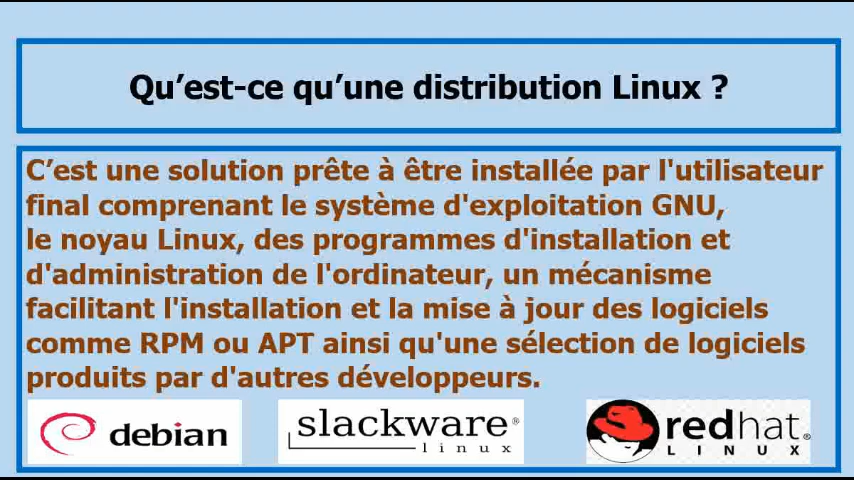 Qu’est-ce qu’une distribution Linux ?
C’est une solution prête à être installée par l'utilisateur
final comprenant le système d'exploitation GNU,
le noyau Linux, des programmes d'installation et
d'administration de l'ordinateur, un mécanisme
facilitant l'installation et la mise à jour des logiciels
comme RPM ou APT ainsi qu'une sélection de logiciels
produits par d'autres développeurs.
debian
slackware®
linux
redhat®
LINUX